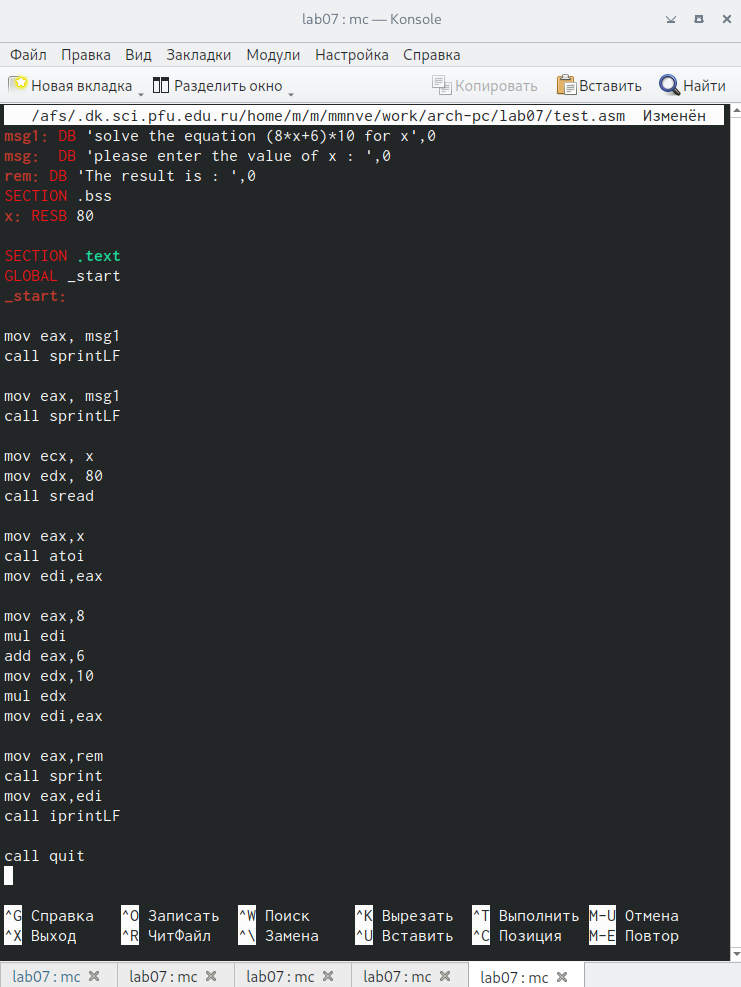 lab07 : mc — Konsole
Файл Правка Вид Закладки Модули Настройка Справка
Новая вкладка Разделить окно Копировать Вставить Найти
/afs/.dk.sci.pfu.edu.ru/home/m/m/mmnve/work/arch-pc/lab07/test.asm Изменён
msg1: DB 'solve the equation (8*x+6)*10 for x',0
msg: DB 'please enter the value of x : ',0
rem: DB 'The result is : ',0
SECTION .bss
x: RESB 80
SECTION .text
GLOBAL _start
_start:
mov eax, msg1
call sprintLF
mov eax, msg1
call sprintLF
mov ecx, x
mov edx, 80
call sread
mov eax,x
call atoi
mov edi,eax
mov eax,8
mul edi
add eax,6
mov edx,10
mul edx
mov edi,eax
mov eax,rem
call sprint
mov eax,edi
call iprintLF
call quit
^G Справка ^O Записать ^W Поиск ^K Вырезать ^T Выполнить M-U Отмена
^X Выход ^R ЧитФайл ^\ Замена ^U Вставить ^C Позиция M-E Повтор
lab07 : mc lab07 : mc lab07 : mc lab07 : mc lab07 : mc